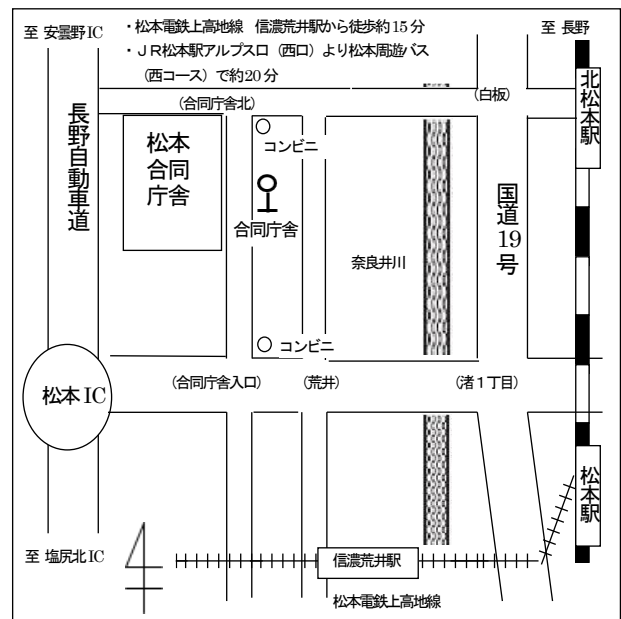 至 安曇野IC
・松本電鉄上高地線 信濃荒井駅から徒歩約15分
・ＪＲ松本駅アルプス口（西口）より松本周遊バス
（西コース）で約20分
至 長野
（合同庁舎北）
（白板）
北松本駅
長野自動車道
松本
合同
庁舎
コンビニ
合同庁舎
奈良井川
国道19号
コンビニ
松本IC
（合同庁舎入口）
（荒井）
（渚１丁目）
松本駅
至 塩尻北IC
信濃荒井駅
松本電鉄上高地線